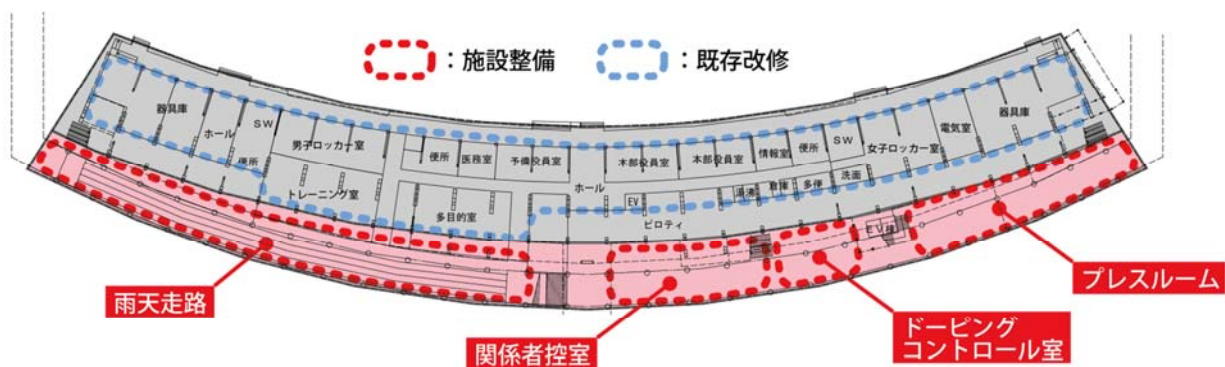 ：施設整備
：既存改修
器具庫
ホール
SW
便所
男子ロッカー室
トレーニング室
便所
医務室
予備役員室
多目的室
ホール
本部役員室
本部役員室
情報室
便所
SW
女子ロッカー室
電気室
器具庫
EV
湯沸
倉庫
多便
洗面
ピロティ
EV棟
雨天走路
関係者控室
ドーピング
コントロール室
プレスルーム